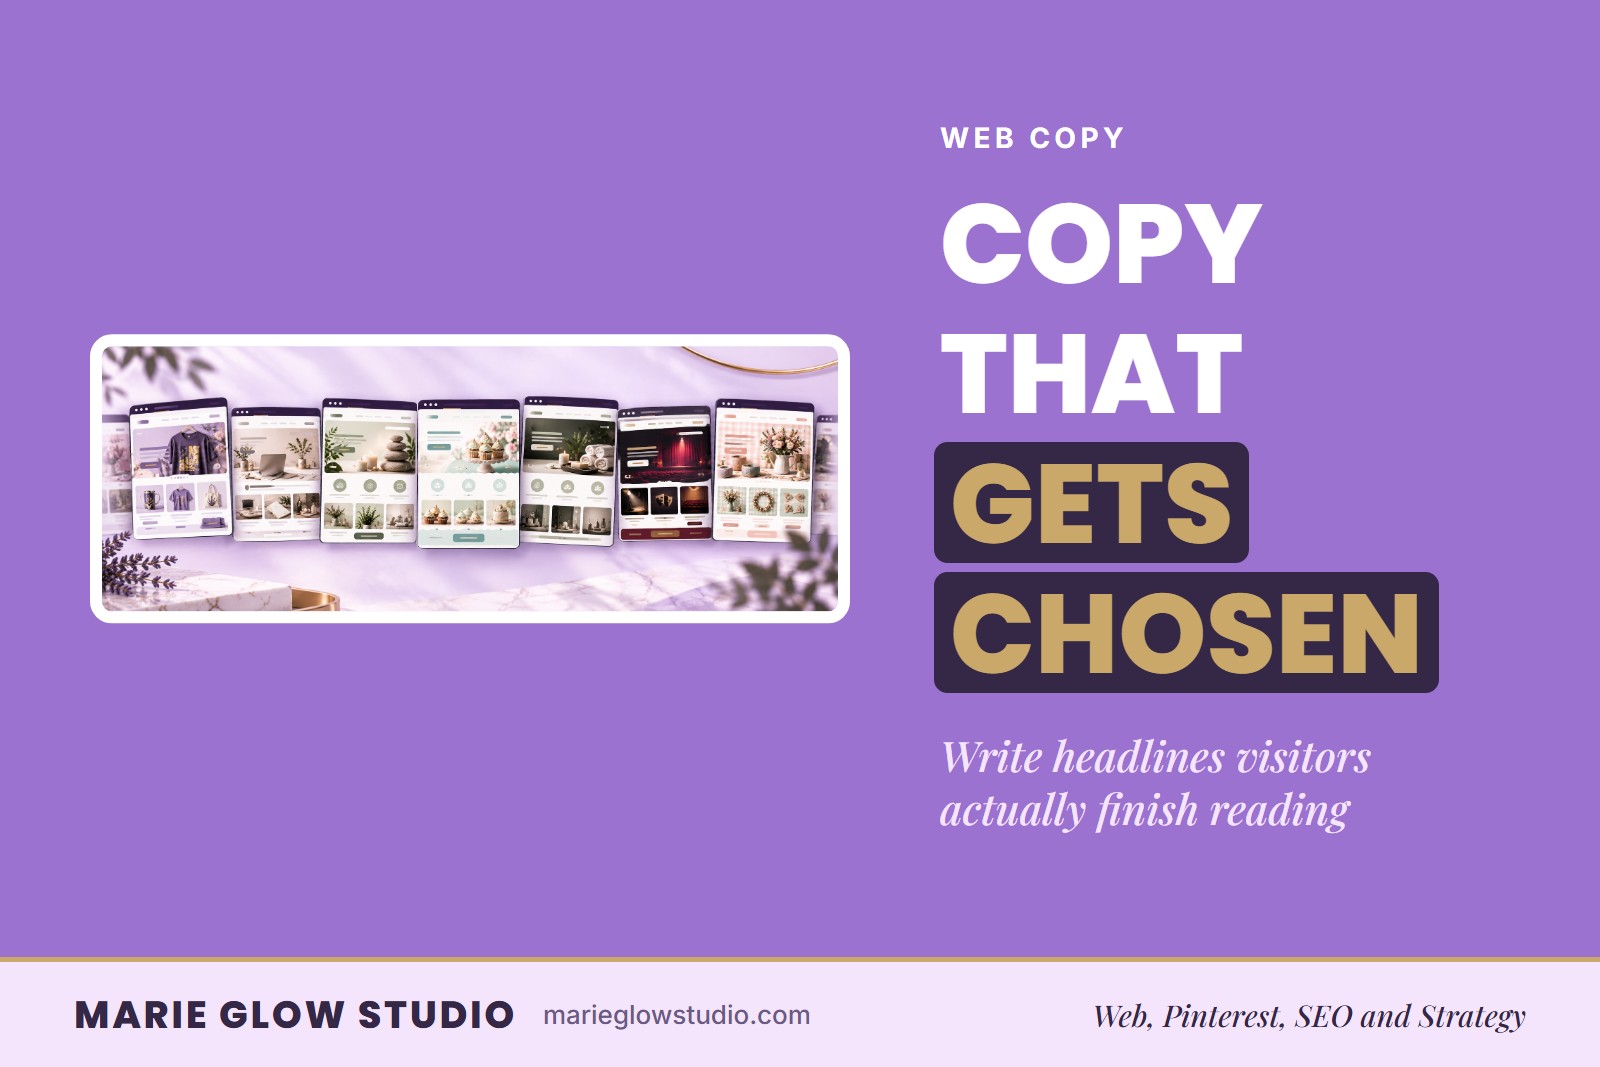 WEB COPY
COPY
THAT
GETS
CHOSEN
Write headlines visitors
actually finish reading
MARIE GLOW STUDIO
marieglowstudio.com
Web, Pinterest, SEO and Strategy